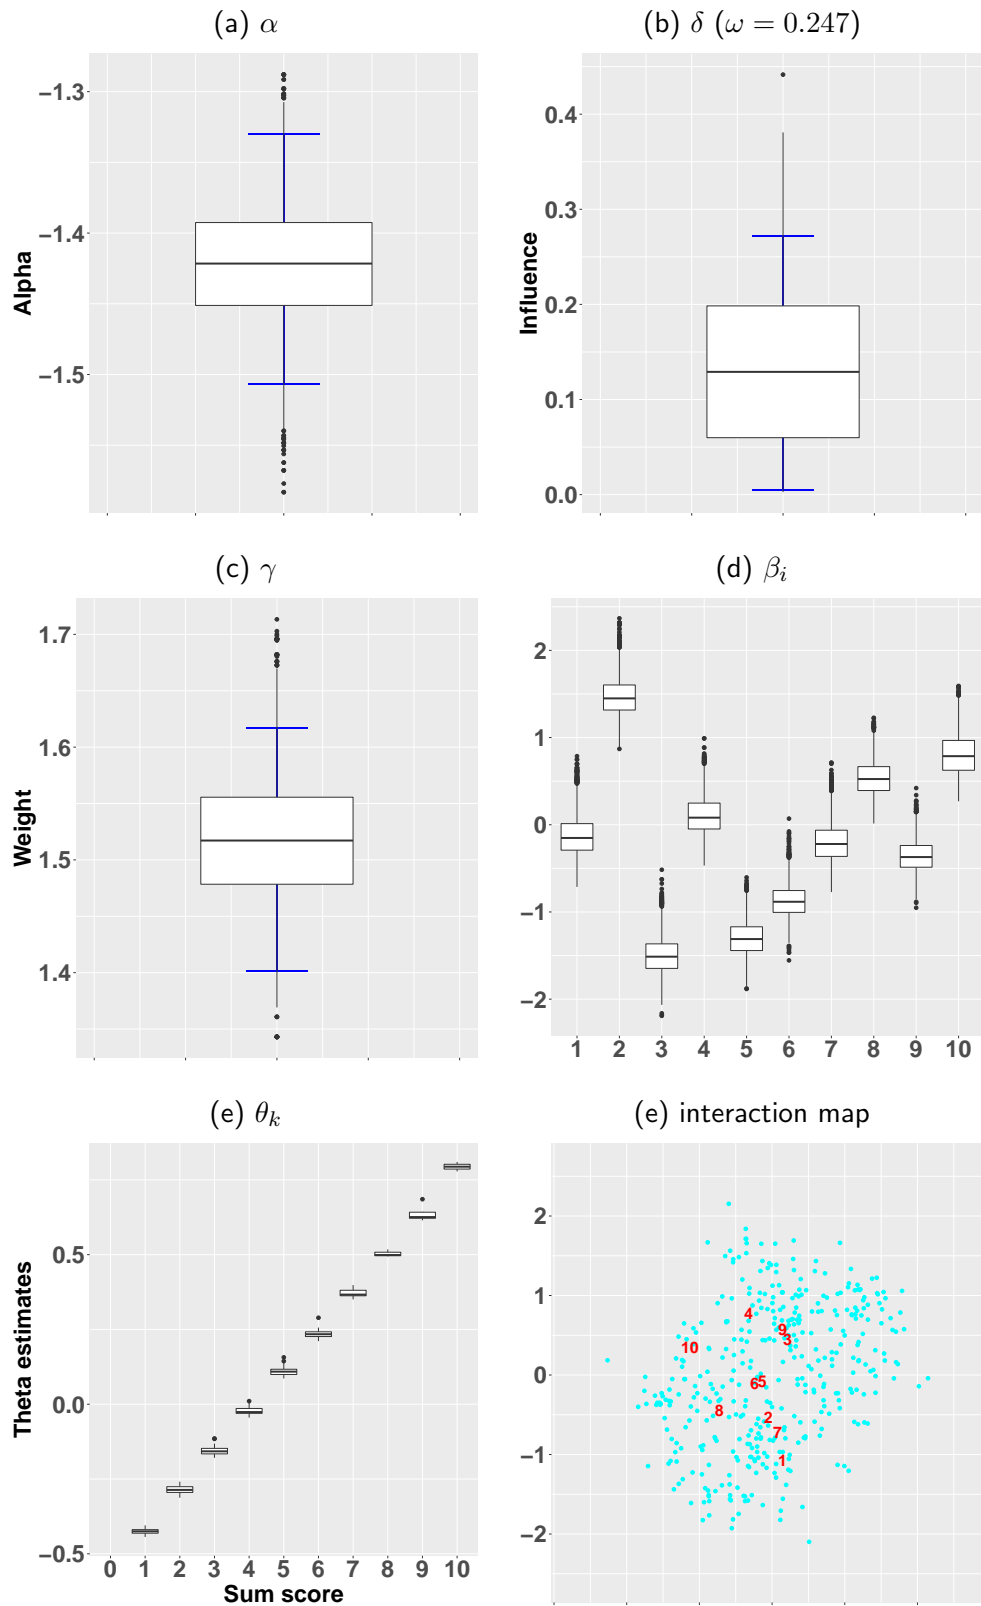 (a) α
(b) δ (ω = 0.247)
Alpha
−1.3
−1.4
−1.5
Influence
0.4
0.3
0.2
0.1
0.0
(c) γ
(d) β_i
Weight
1.7
1.6
1.5
1.4
2
1
0
−1
−2
1 2 3 4 5 6 7 8 9 10
(e) θ_k
(e) interaction map
Theta estimates
0.5
0.0
−0.5
0 1 2 3 4 5 6 7 8 9 10
Sum score
2
1
0
−1
−2
4
9
3
10
6
5
8
2
7
1